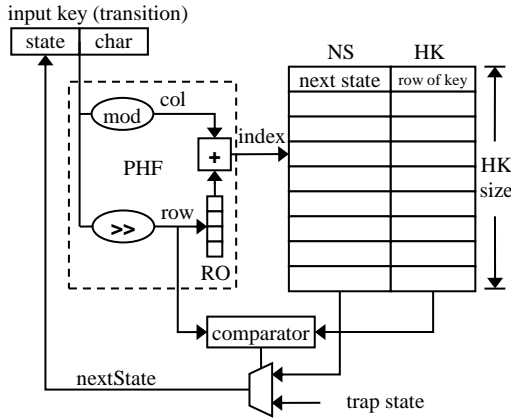 input key (transition)
state char
NS HK
next state row of key
mod
col
+
index
PHF
HK
size
>>
row
RO
comparator
nextState
trap state